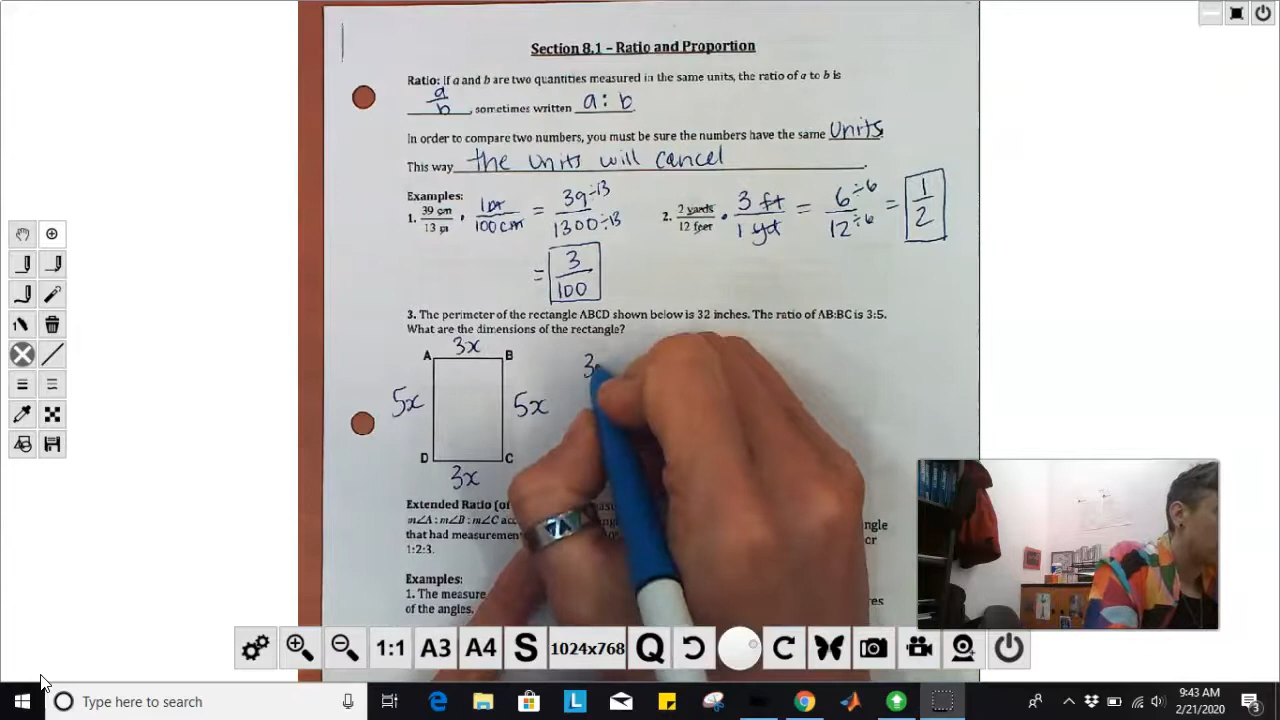 Section 8.1 – Ratio and Proportion
Ratio: If a and b are two quantities measured in the same units, the ratio of a to b is
a/b, sometimes written a : b
In order to compare two numbers, you must be sure the numbers have the same units.
This way the units will cancel.
Examples:
1. 39 cm/13 m · 1m/100cm = 39÷13/1300÷13
= 3/100
2. 2 yards/12 feet · 3 ft/1 yd = 6÷6/12÷6 = 1/2
3. The perimeter of the rectangle ABCD shown below is 32 inches. The ratio of AB:BC is 3:5.
What are the dimensions of the rectangle?
A 3x B
5x 5x
D 3x C
3
Extended Ratio (of
m∠A : m∠B : m∠C
that had
1:2:3.
Examples:
1. The measure
of the angles.
1:1 A3 A4 S 1024x768 Q
Type here to search
9:43 AM
2/21/2020
3